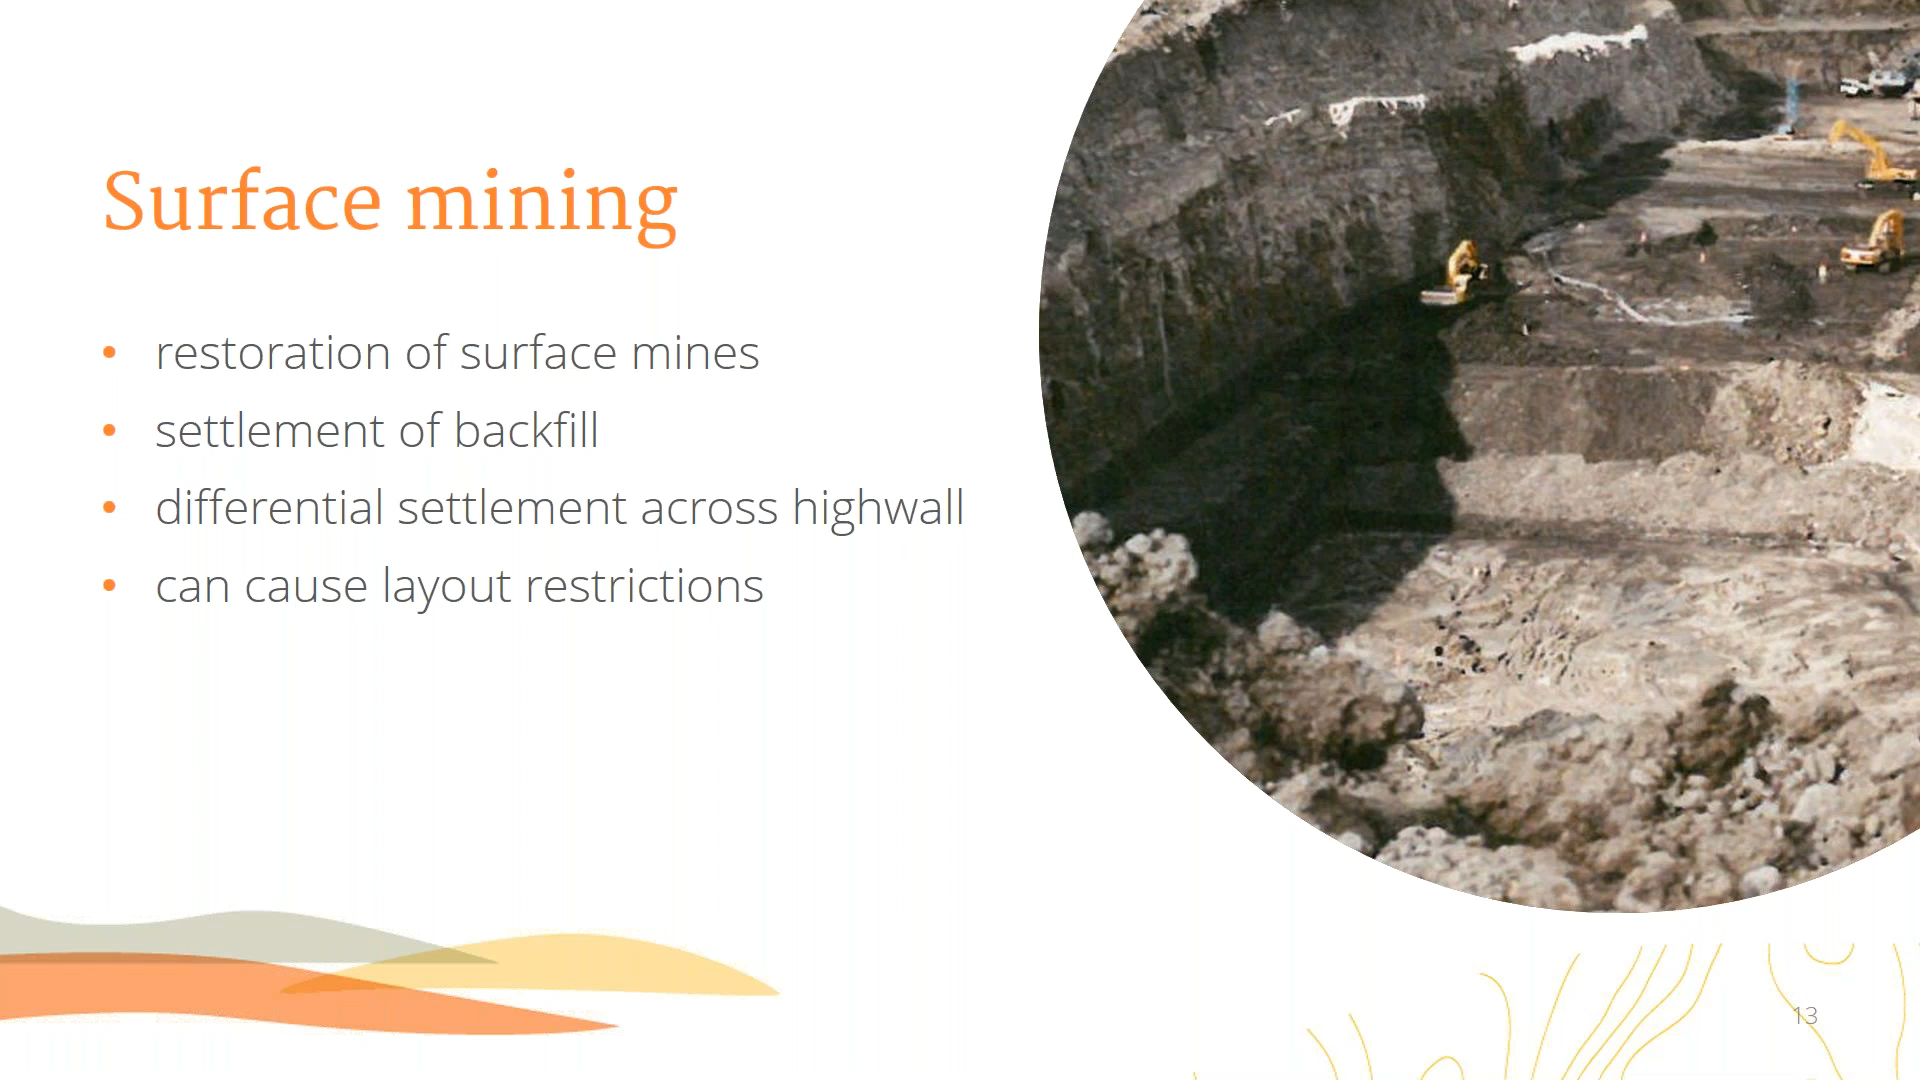 Surface mining
• restoration of surface mines
• settlement of backfill
• differential settlement across highwall
• can cause layout restrictions
13